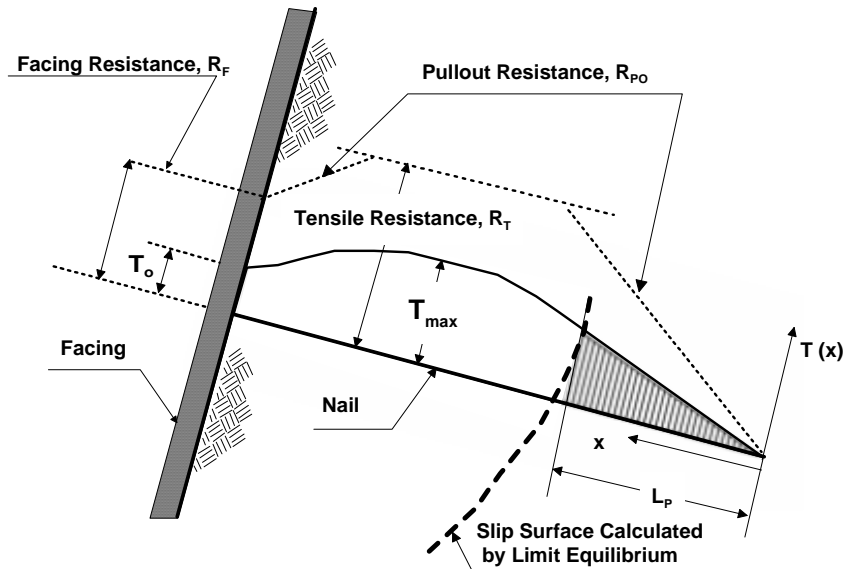 Facing Resistance, R_F
Pullout Resistance, R_PO
Tensile Resistance, R_T
T_o
T_max
T (x)
Facing
Nail
x
L_P
Slip Surface Calculated
by Limit Equilibrium